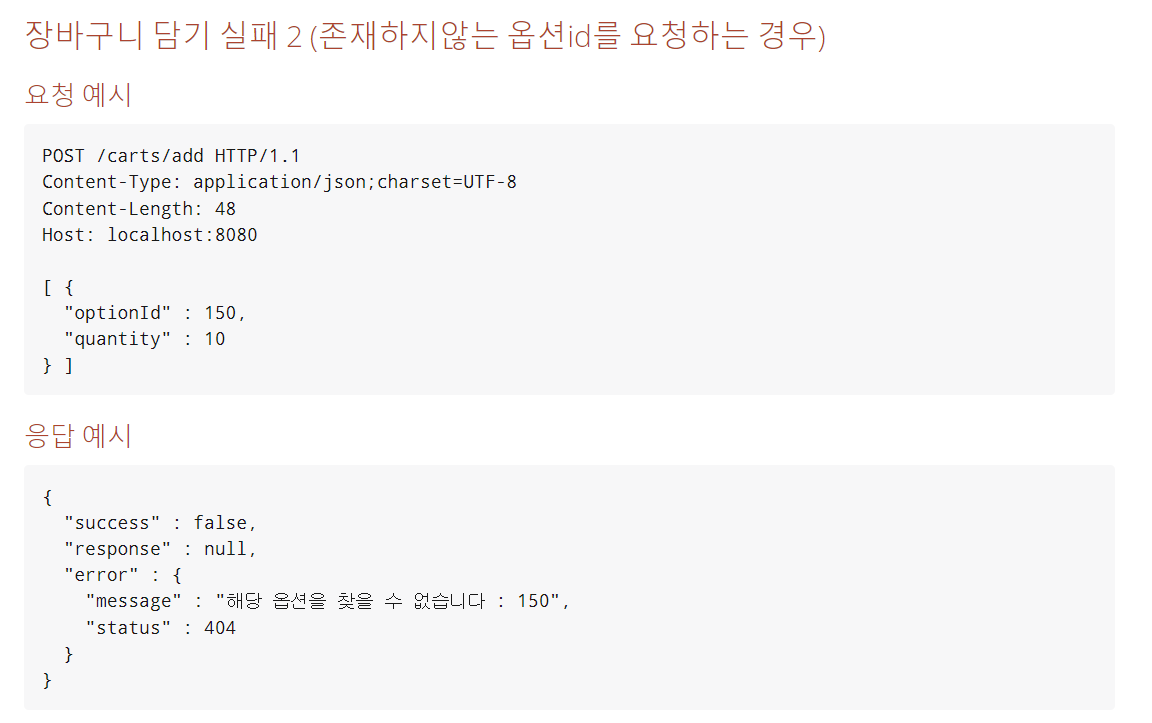 장바구니 담기 실패 2 (존재하지않는 옵션id를 요청하는 경우)
요청 예시
POST /carts/add HTTP/1.1
Content-Type: application/json;charset=UTF-8
Content-Length: 48
Host: localhost:8080
[ {
  "optionId" : 150,
  "quantity" : 10
} ]
응답 예시
{
  "success" : false,
  "response" : null,
  "error" : {
    "message" : "해당 옵션을 찾을 수 없습니다 : 150",
    "status" : 404
  }
}